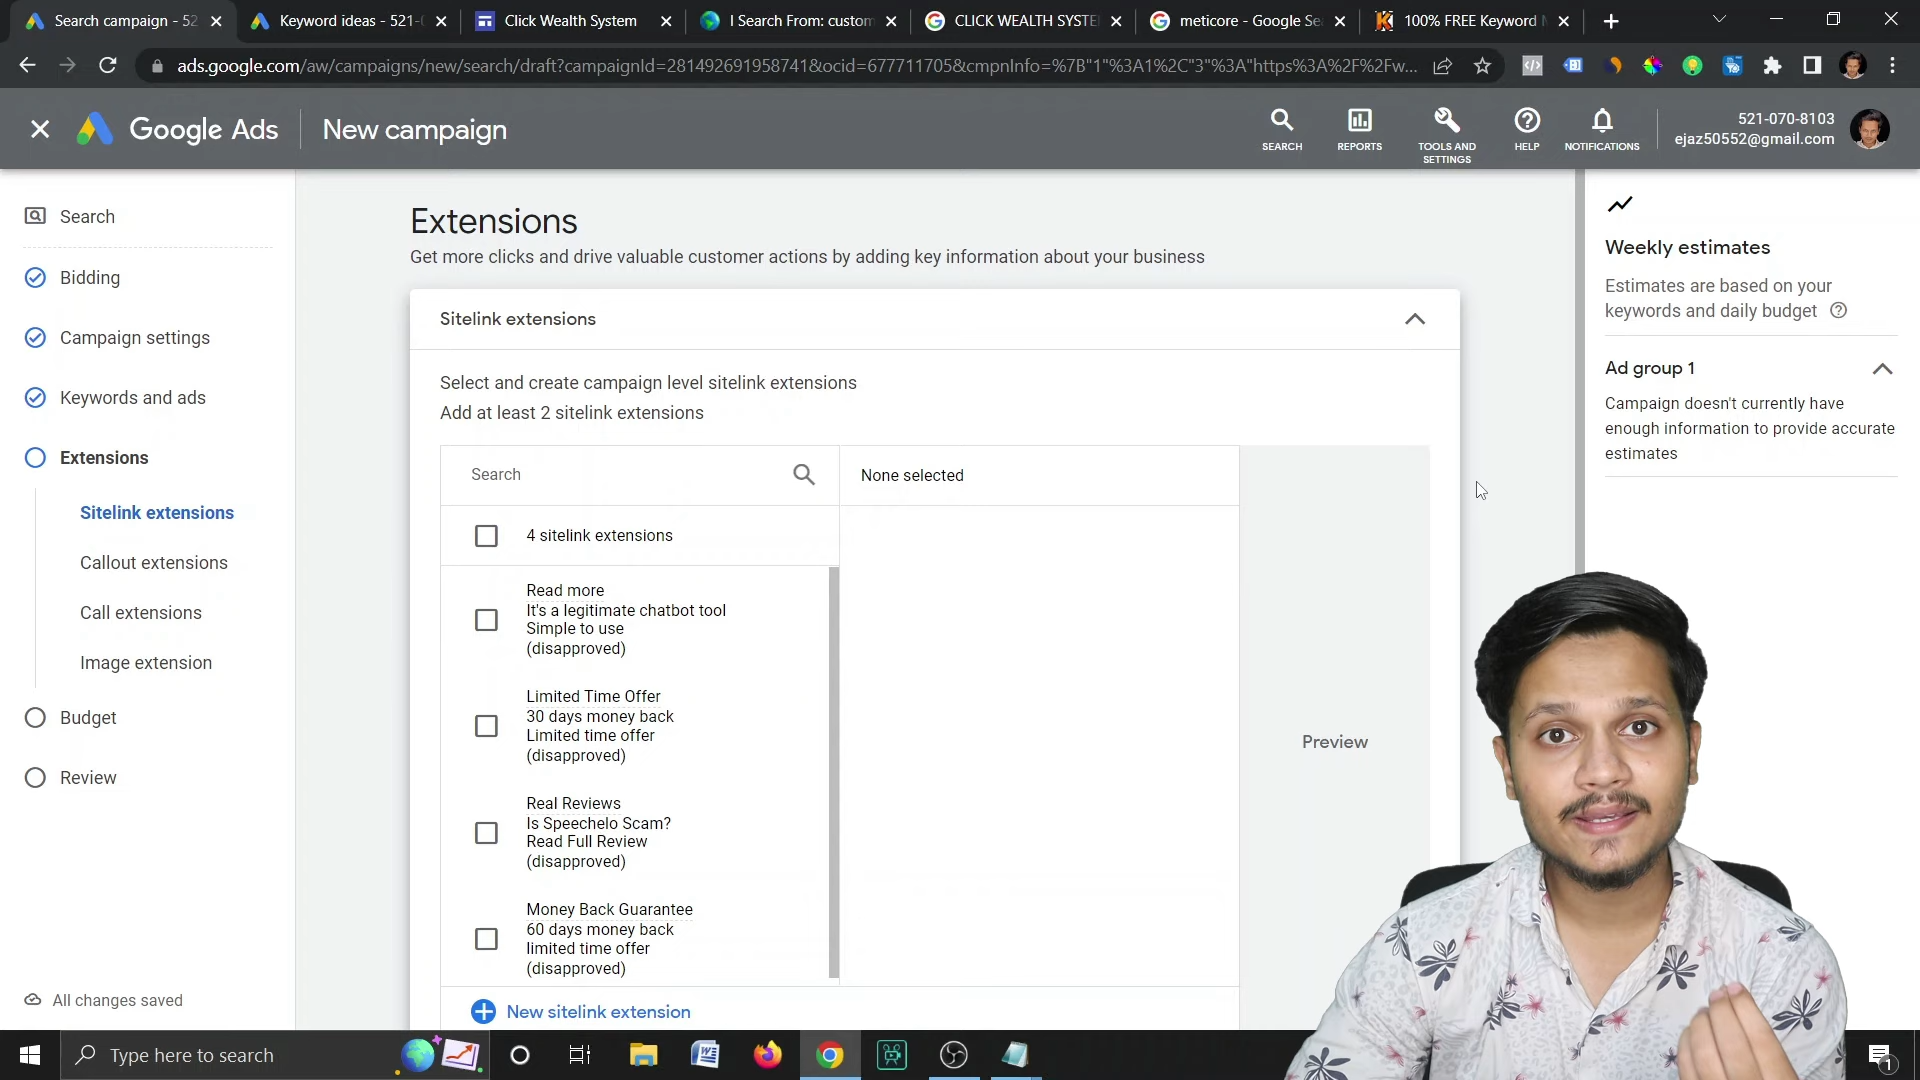 Search campaign - 52
Keyword ideas - 521-
Click Wealth System
I Search From: custom
CLICK WEALTH SYSTE
meticore - Google Se
100% FREE Keyword
ads.google.com/aw/campaigns/new/search/draft?campaignId=281492691958741&ocid=677711705&cmpnInfo=%7B"1"%3A1%2C"3"%3A"https%3A%2F%2Fw...
Google Ads
New campaign
SEARCH
REPORTS
TOOLS AND
SETTINGS
HELP
NOTIFICATIONS
521-070-8103
ejaz50552@gmail.com
Search
Bidding
Campaign settings
Keywords and ads
Extensions
Sitelink extensions
Callout extensions
Call extensions
Image extension
Budget
Review
All changes saved
Extensions
Get more clicks and drive valuable customer actions by adding key information about your business
Sitelink extensions
Select and create campaign level sitelink extensions
Add at least 2 sitelink extensions
Search
None selected
4 sitelink extensions
Read more
It's a legitimate chatbot tool
Simple to use
(disapproved)
Limited Time Offer
30 days money back
Limited time offer
(disapproved)
Real Reviews
Is Speechelo Scam?
Read Full Review
(disapproved)
Money Back Guarantee
60 days money back
limited time offer
(disapproved)
New sitelink extension
Preview
Weekly estimates
Estimates are based on your
keywords and daily budget
Ad group 1
Campaign doesn't currently have
enough information to provide accurate
estimates
Type here to search
1